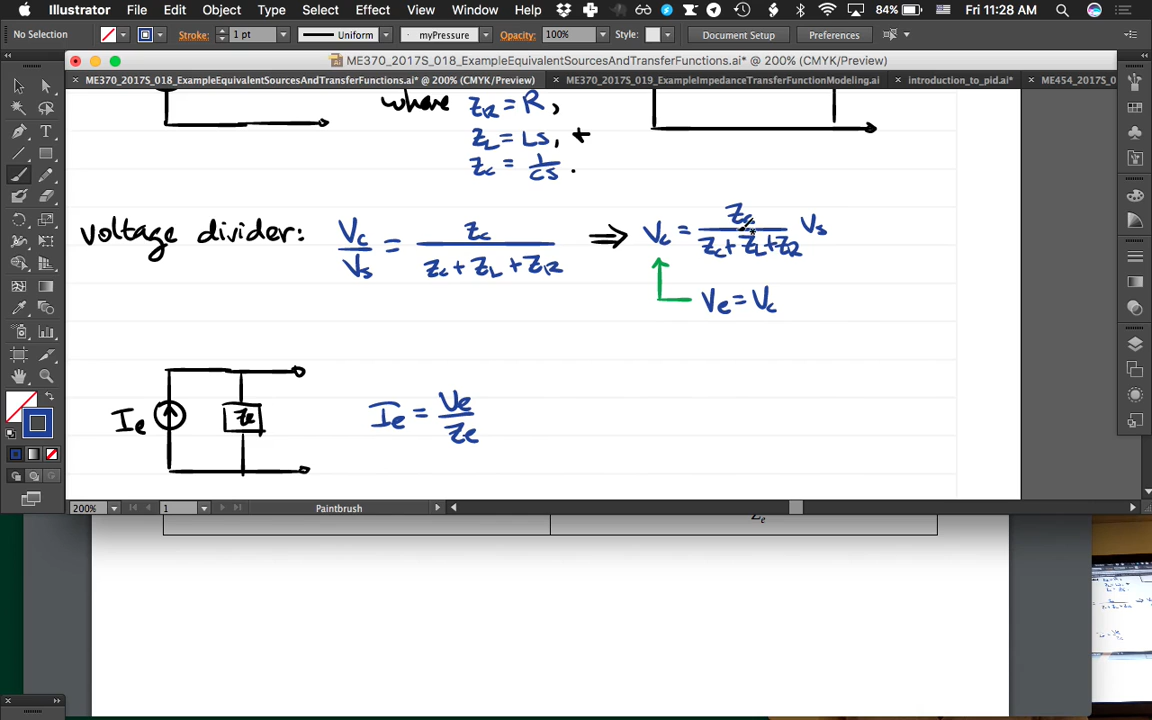 Illustrator File Edit Object Type Select Effect View Window Help 84% Fri 11:28 AM
No Selection Stroke: 1 pt Uniform myPressure Opacity: 100% Style: Document Setup Preferences
ME370_2017S_018_ExampleEquivalentSourcesAndTransferFunctions.ai* @ 200% (CMYK/Preview)
ME370_2017S_018_ExampleEquivalentSourcesAndTransferFunctions.ai* @ 200% (CMYK/Preview) ME370_2017S_019_ExampleImpedanceTransferFunctionModeling.ai introduction_to_pid.ai* ME454_2017S_0
where Z_R = R,
Z_L = LS, +
Z_C = 1/CS.
voltage divider: V_C/V_S = Z_C/(Z_C + Z_L + Z_R) ⇒ V_C = Z_C/(Z_C + Z_L + Z_R) V_S
V_e = V_C
I_e Z_e I_e = V_e/Z_e
200% 1 Paintbrush
Z_e